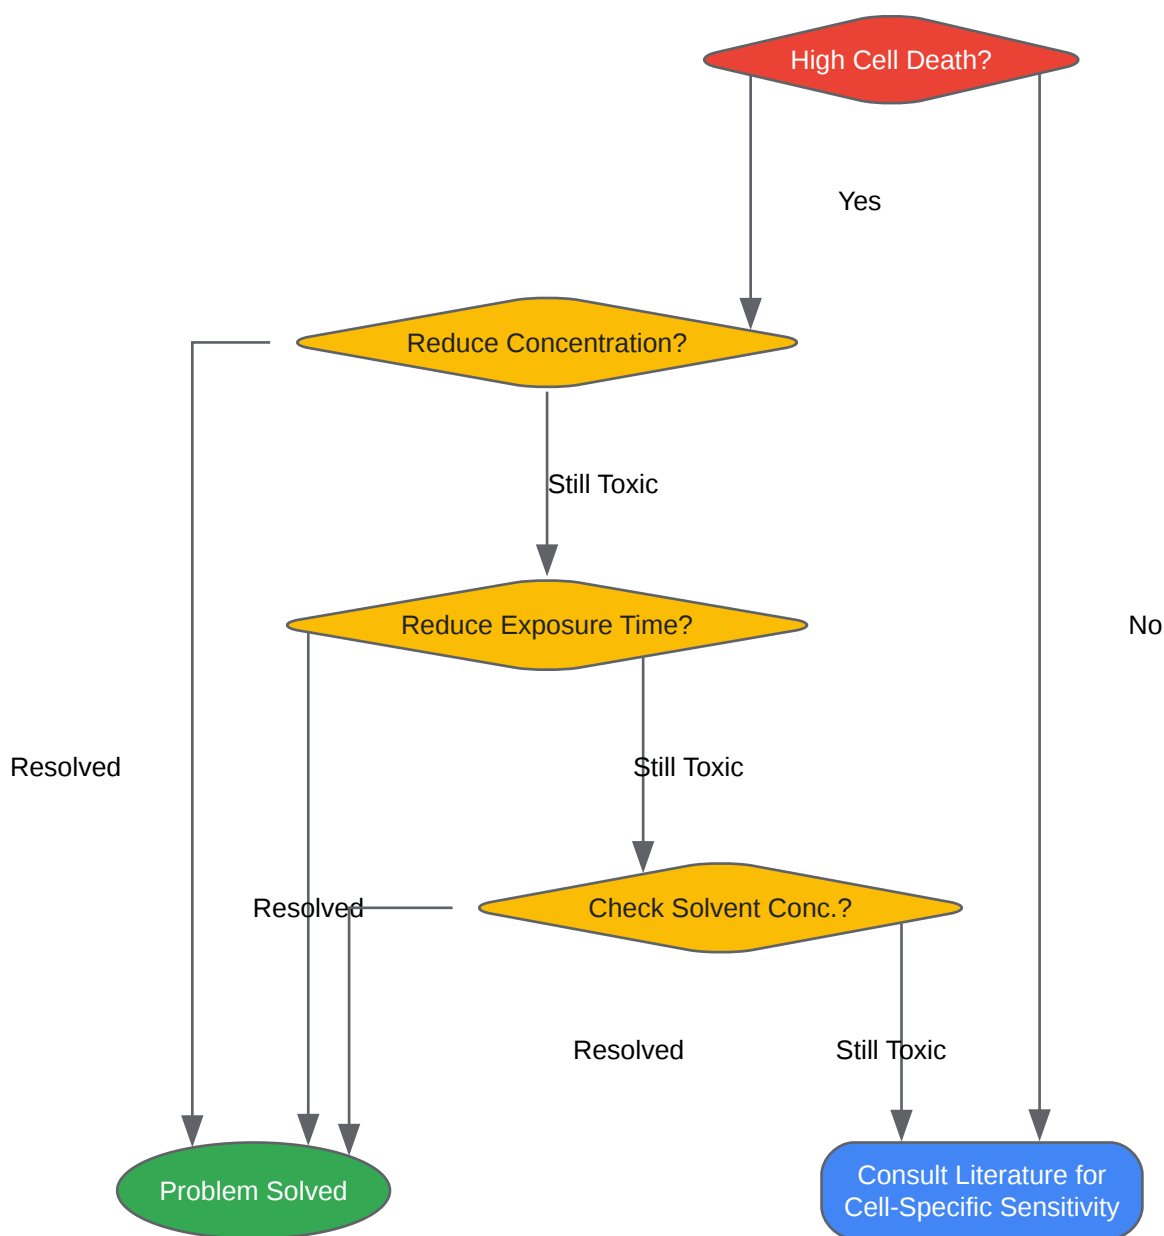 High Cell Death?
Yes
Reduce Concentration?
Still Toxic
Reduce Exposure Time?
No
Resolved
Still Toxic
Resolved
Check Solvent Conc.?
Resolved
Still Toxic
Problem Solved
Consult Literature for
Cell-Specific Sensitivity